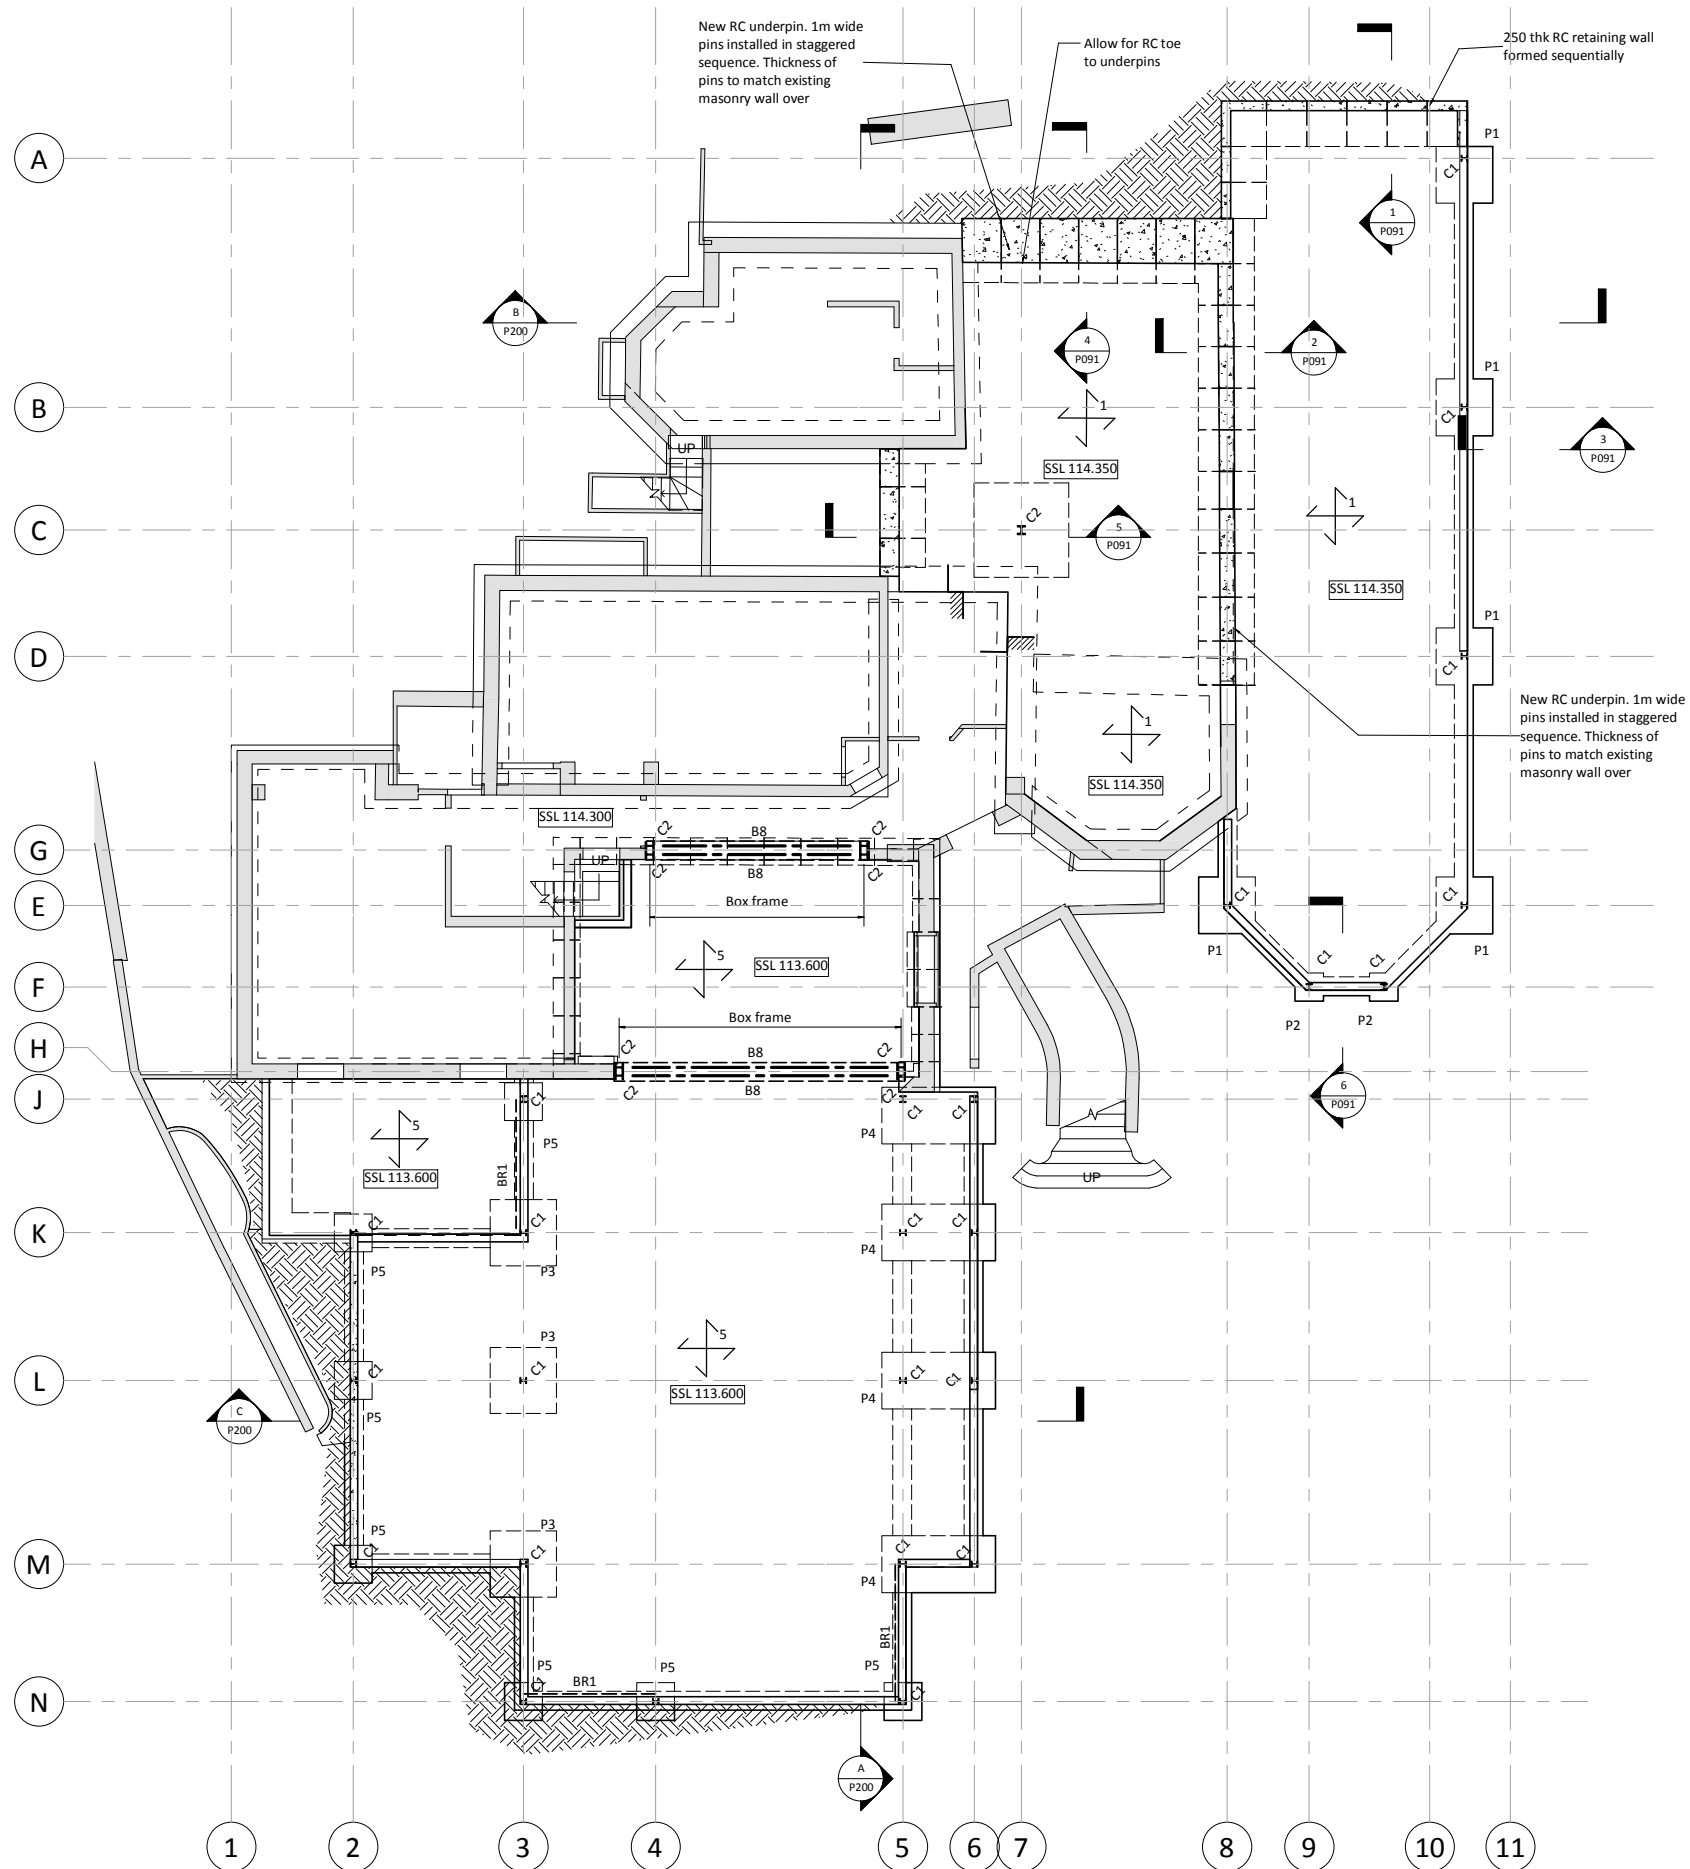 New RC underpin. 1m wide
pins installed in staggered
sequence. Thickness of
pins to match existing
masonry wall over
Allow for RC toe
to underpins
250 thk RC retaining wall
formed sequentially
A
P1
C1
1
P091
B
P200
4
P091
2
P091
P1
B
1
C1
3
P091
UP
SSL 114.350
C
C2
5
P091
1
SSL 114.350
P1
D
C1
New RC underpin. 1m wide
pins installed in staggered
sequence. Thickness of
pins to match existing
masonry wall over
1
SSL 114.350
SSL 114.300
G
C2
B8
C2
UP
C2
B8
C2
E
Box frame
C1
C1
P1
C1
C1
P1
F
5
SSL 113.600
P2
P2
Box frame
H
C2
B8
C2
C2
B8
C2
6
P091
J
C1
C1
C1
5
P5
P4
SSL 113.600
BR1
UP
K
C1
C1
C1
C1
P5
P3
P4
5
P3
L
C1
C1
C1
C1
SSL 113.600
P5
P4
C
P200
P5
P3
M
C1
C1
C1
C1
P4
BR1
P5
P5
P5
BR1
N
C1
C1
A
P200
1
2
3
4
5
6
7
8
9
10
11